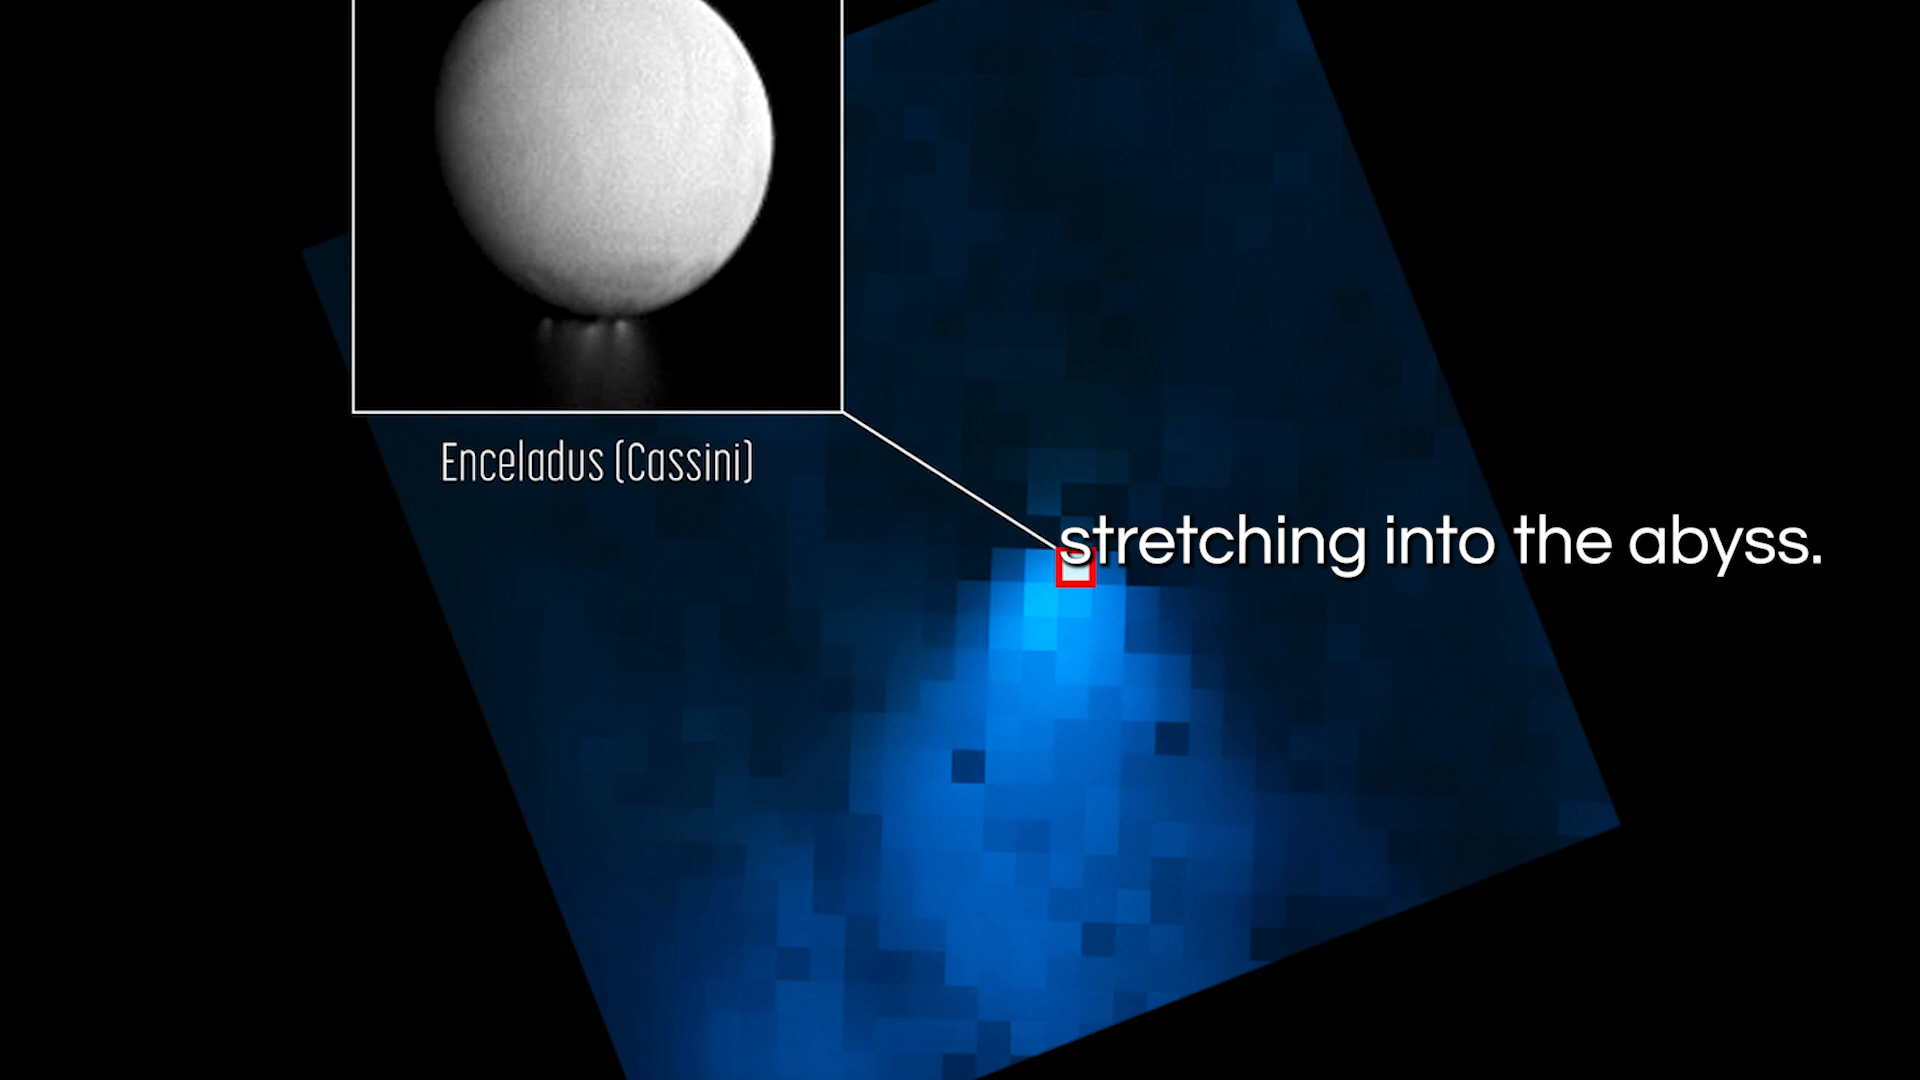 Enceladus (Cassini)
stretching into the abyss.